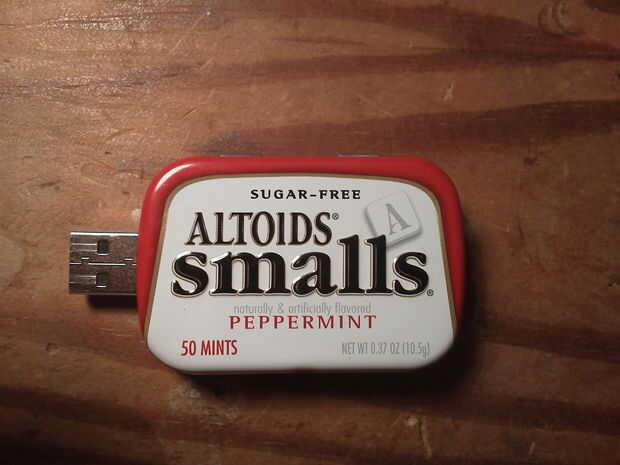 SUGAR-FREE
A
ALTOIDS®
smalls®
naturally & artificially flavored
PEPPERMINT
50 MINTS
NET WT 0.37 OZ (10.5g)